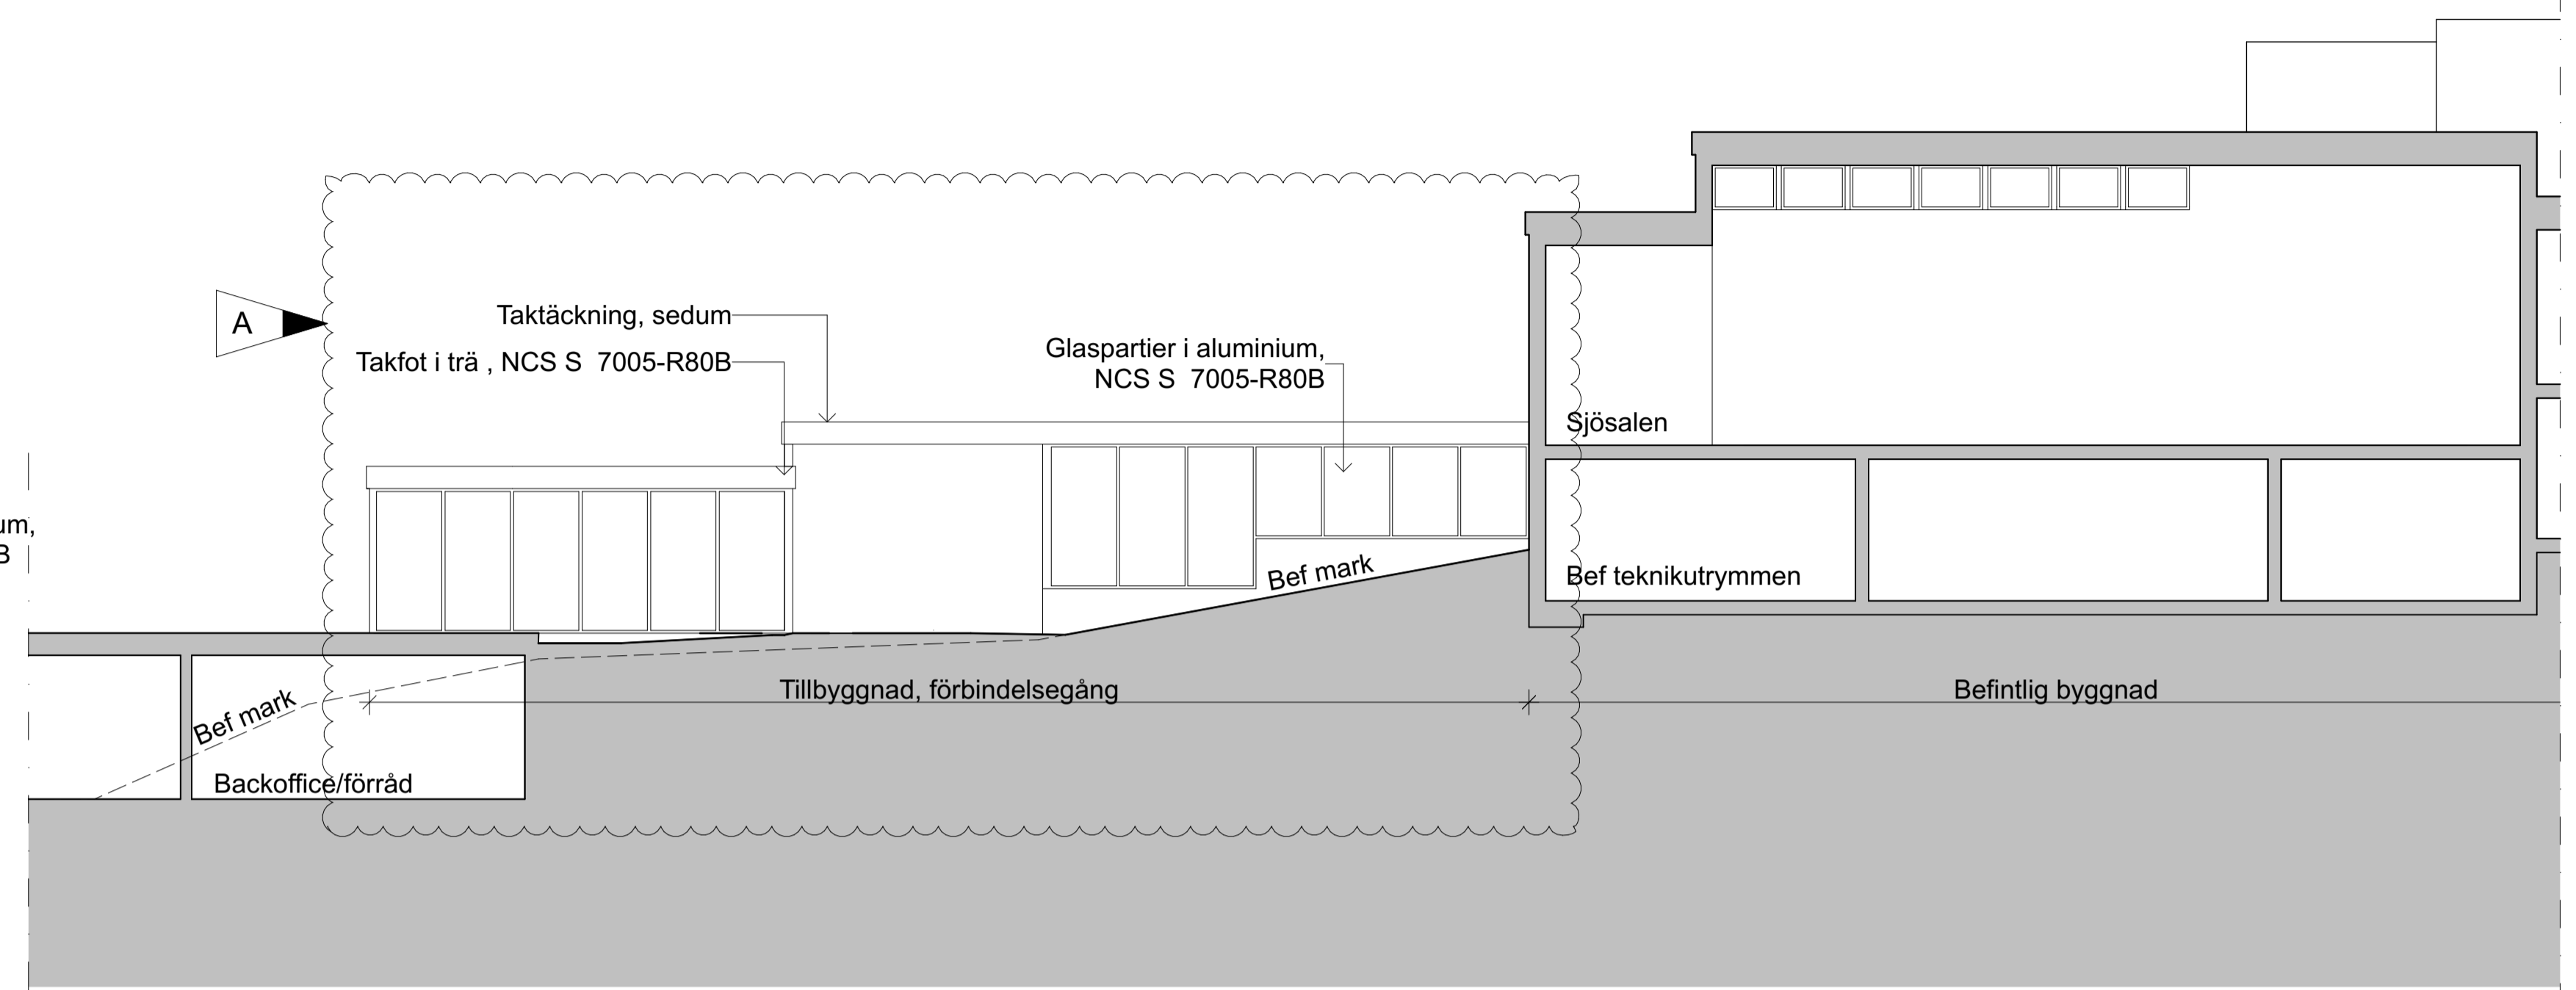 A
Taktäckning, sedum
Takfot i trä , NCS S  7005-R80B
Glaspartier i aluminium,
NCS S  7005-R80B
Sjösalen
um,
B
Bef mark
Bef teknikutrymmen
Tillbyggnad, förbindelsegång
Befintlig byggnad
Bef mark
Backoffice/förråd